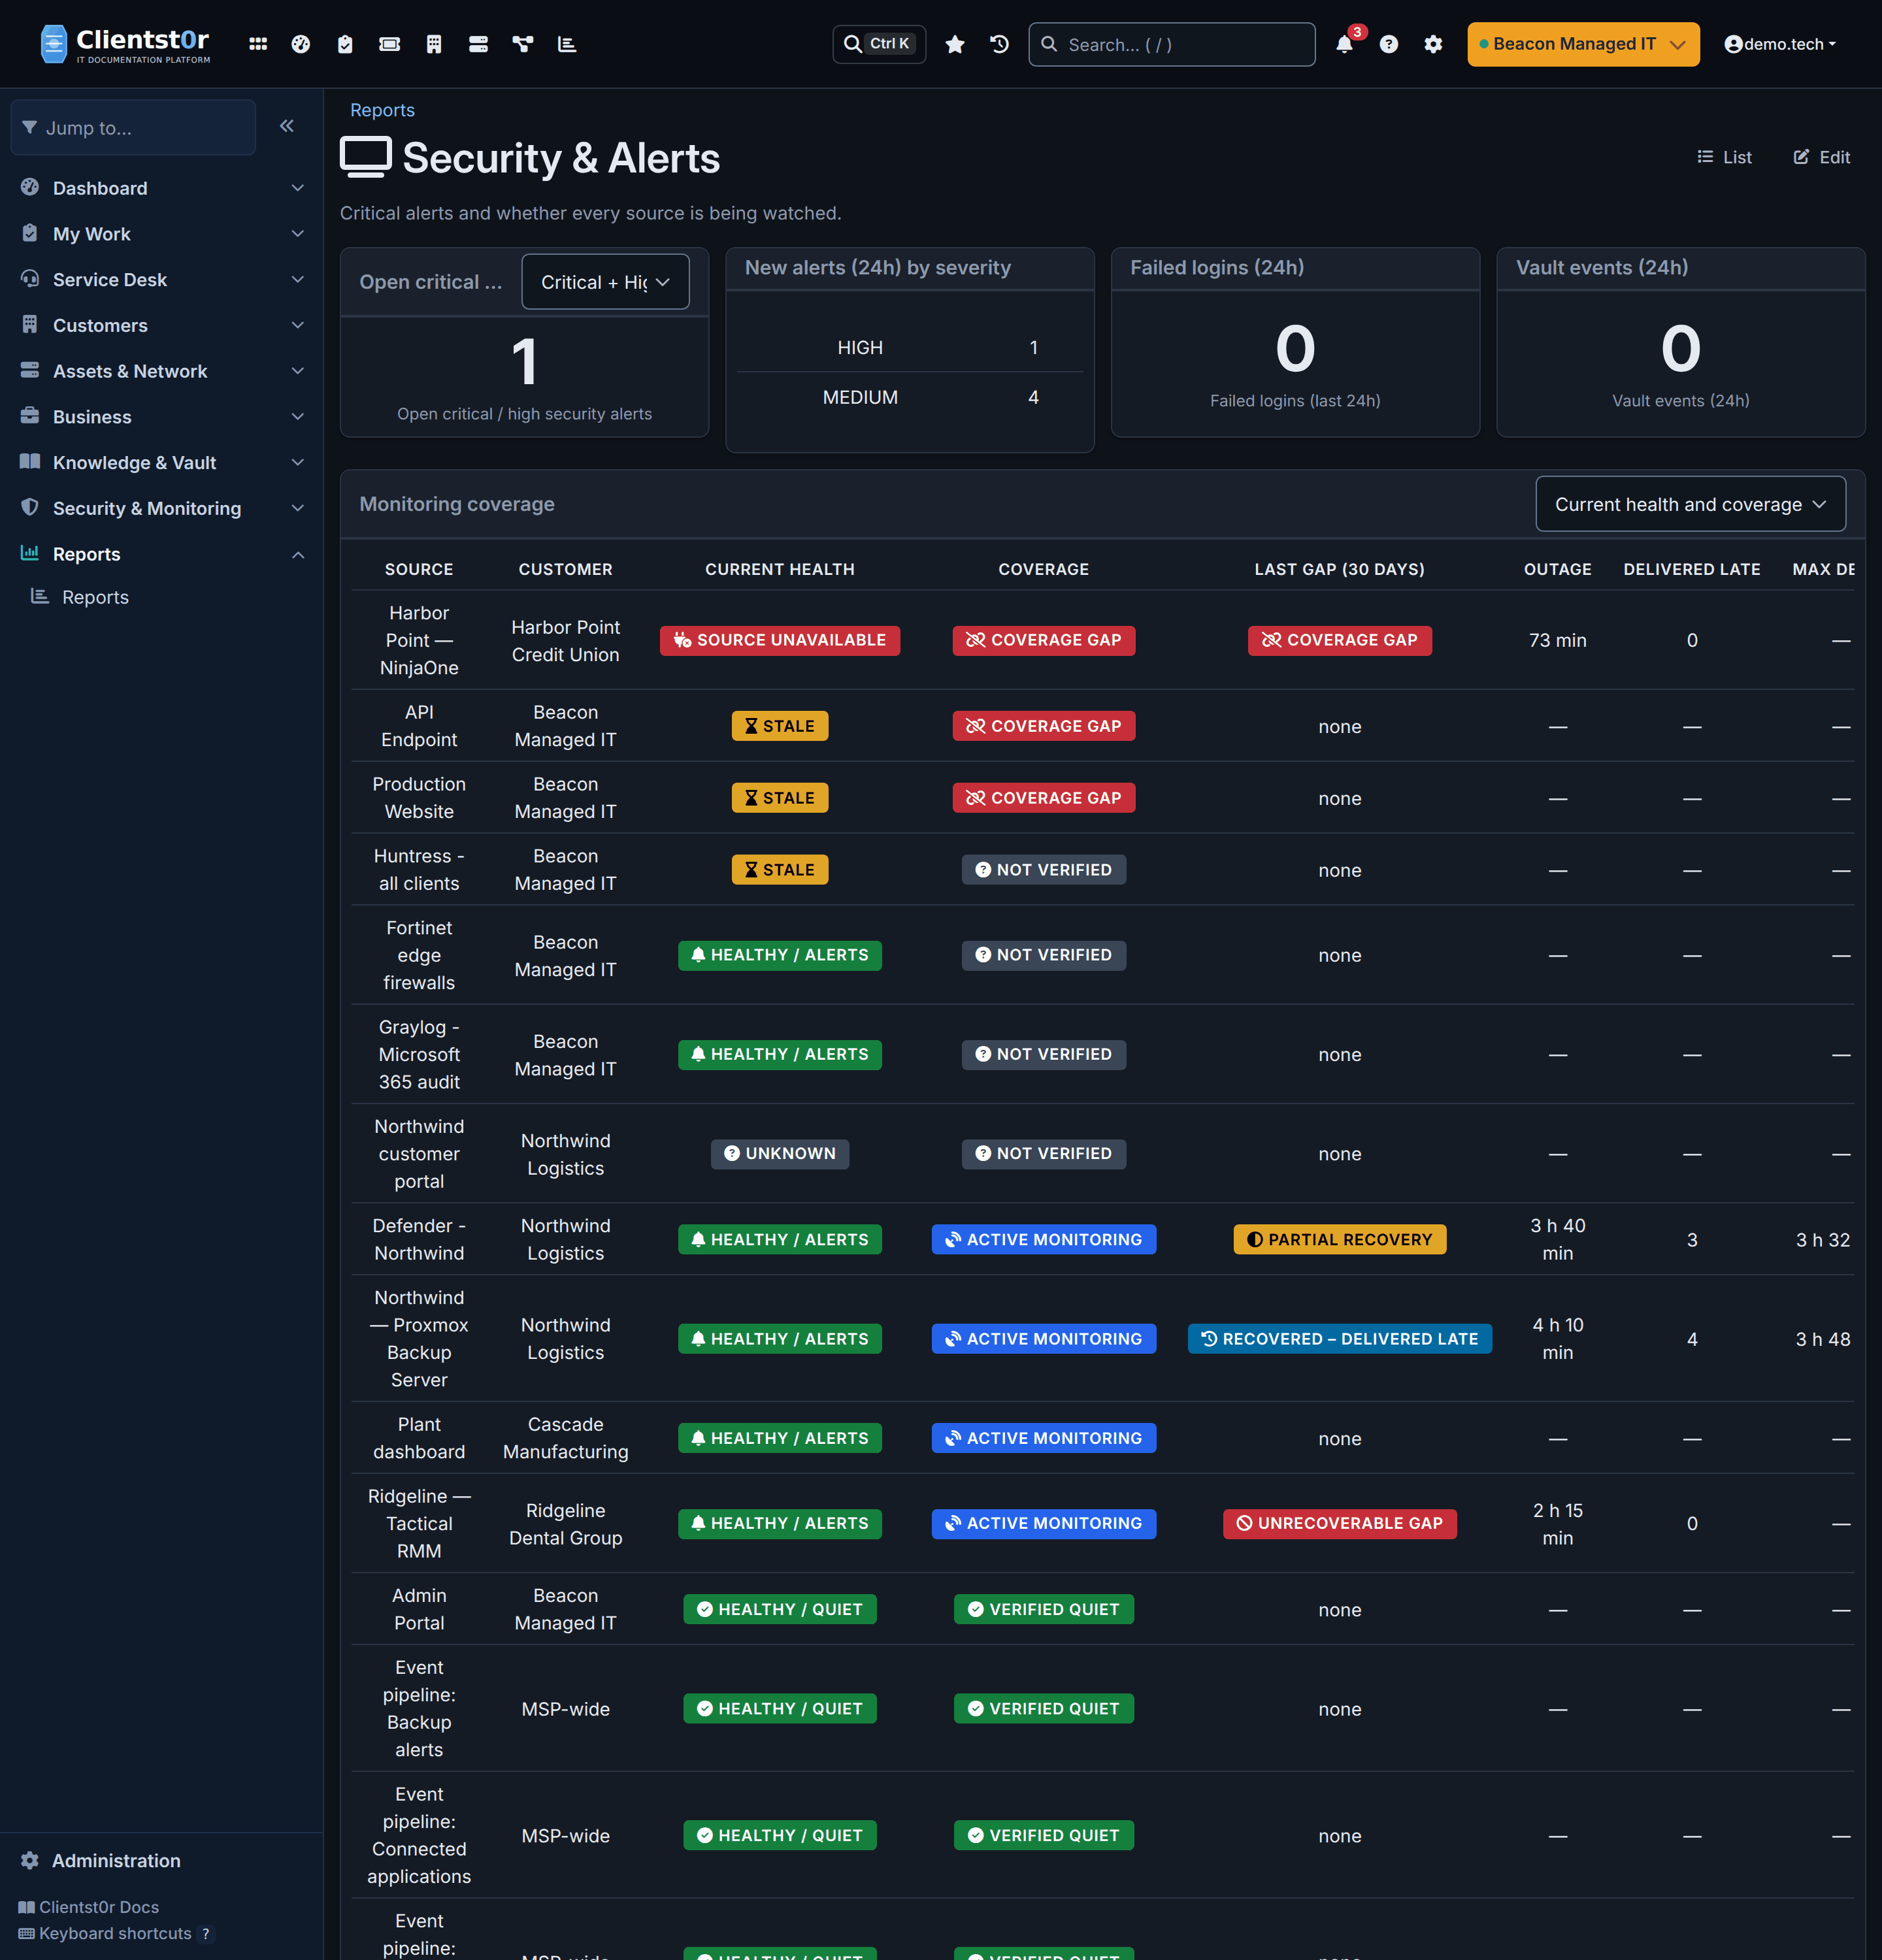 Clientst0r
IT DOCUMENTATION PLATFORM
Ctrl K
Search... ( / )
3
Beacon Managed IT
demo.tech
Jump to...
Dashboard
My Work
Service Desk
Customers
Assets & Network
Business
Knowledge & Vault
Security & Monitoring
Reports
Reports
Administration
Clientst0r Docs
Keyboard shortcuts ?
Reports
Security & Alerts
List
Edit
Critical alerts and whether every source is being watched.
Open critical ...
Critical + Hig
1
Open critical / high security alerts
New alerts (24h) by severity
HIGH 1
MEDIUM 4
Failed logins (24h)
0
Failed logins (last 24h)
Vault events (24h)
0
Vault events (24h)
Monitoring coverage
Current health and coverage
SOURCE CUSTOMER CURRENT HEALTH COVERAGE LAST GAP (30 DAYS) OUTAGE DELIVERED LATE MAX DE
Harbor
Point —
NinjaOne
Harbor Point
Credit Union
SOURCE UNAVAILABLE COVERAGE GAP COVERAGE GAP 73 min 0 —
API
Endpoint
Beacon
Managed IT
STALE COVERAGE GAP none — — —
Production
Website
Beacon
Managed IT
STALE COVERAGE GAP none — — —
Huntress -
all clients
Beacon
Managed IT
STALE NOT VERIFIED none — — —
Fortinet
edge
firewalls
Beacon
Managed IT
HEALTHY / ALERTS NOT VERIFIED none — — —
Graylog -
Microsoft
365 audit
Beacon
Managed IT
HEALTHY / ALERTS NOT VERIFIED none — — —
Northwind
customer
portal
Northwind
Logistics
UNKNOWN NOT VERIFIED none — — —
Defender -
Northwind
Northwind
Logistics
HEALTHY / ALERTS ACTIVE MONITORING PARTIAL RECOVERY
3 h 40
min
3 3 h 32
Northwind
— Proxmox
Backup
Server
Northwind
Logistics
HEALTHY / ALERTS ACTIVE MONITORING RECOVERED – DELIVERED LATE
4 h 10
min
4 3 h 48
Plant
dashboard
Cascade
Manufacturing
HEALTHY / ALERTS ACTIVE MONITORING none — — —
Ridgeline —
Tactical
RMM
Ridgeline
Dental Group
HEALTHY / ALERTS ACTIVE MONITORING UNRECOVERABLE GAP
2 h 15
min
0 —
Admin
Portal
Beacon
Managed IT
HEALTHY / QUIET VERIFIED QUIET none — — —
Event
pipeline:
Backup
alerts
MSP-wide
HEALTHY / QUIET VERIFIED QUIET none — — —
Event
pipeline:
Connected
applications
MSP-wide
HEALTHY / QUIET VERIFIED QUIET none — — —
Event
pipeline: